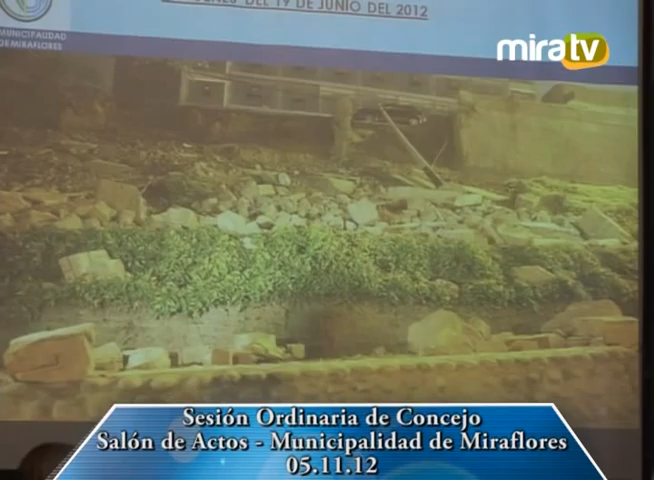 DEL 19 DE JUNIO DEL 2012
MUNICIPALIDAD
DE MIRAFLORES
miratv
Sesión Ordinaria de Concejo
Salón de Actos - Municipalidad de Miraflores
05.11.12